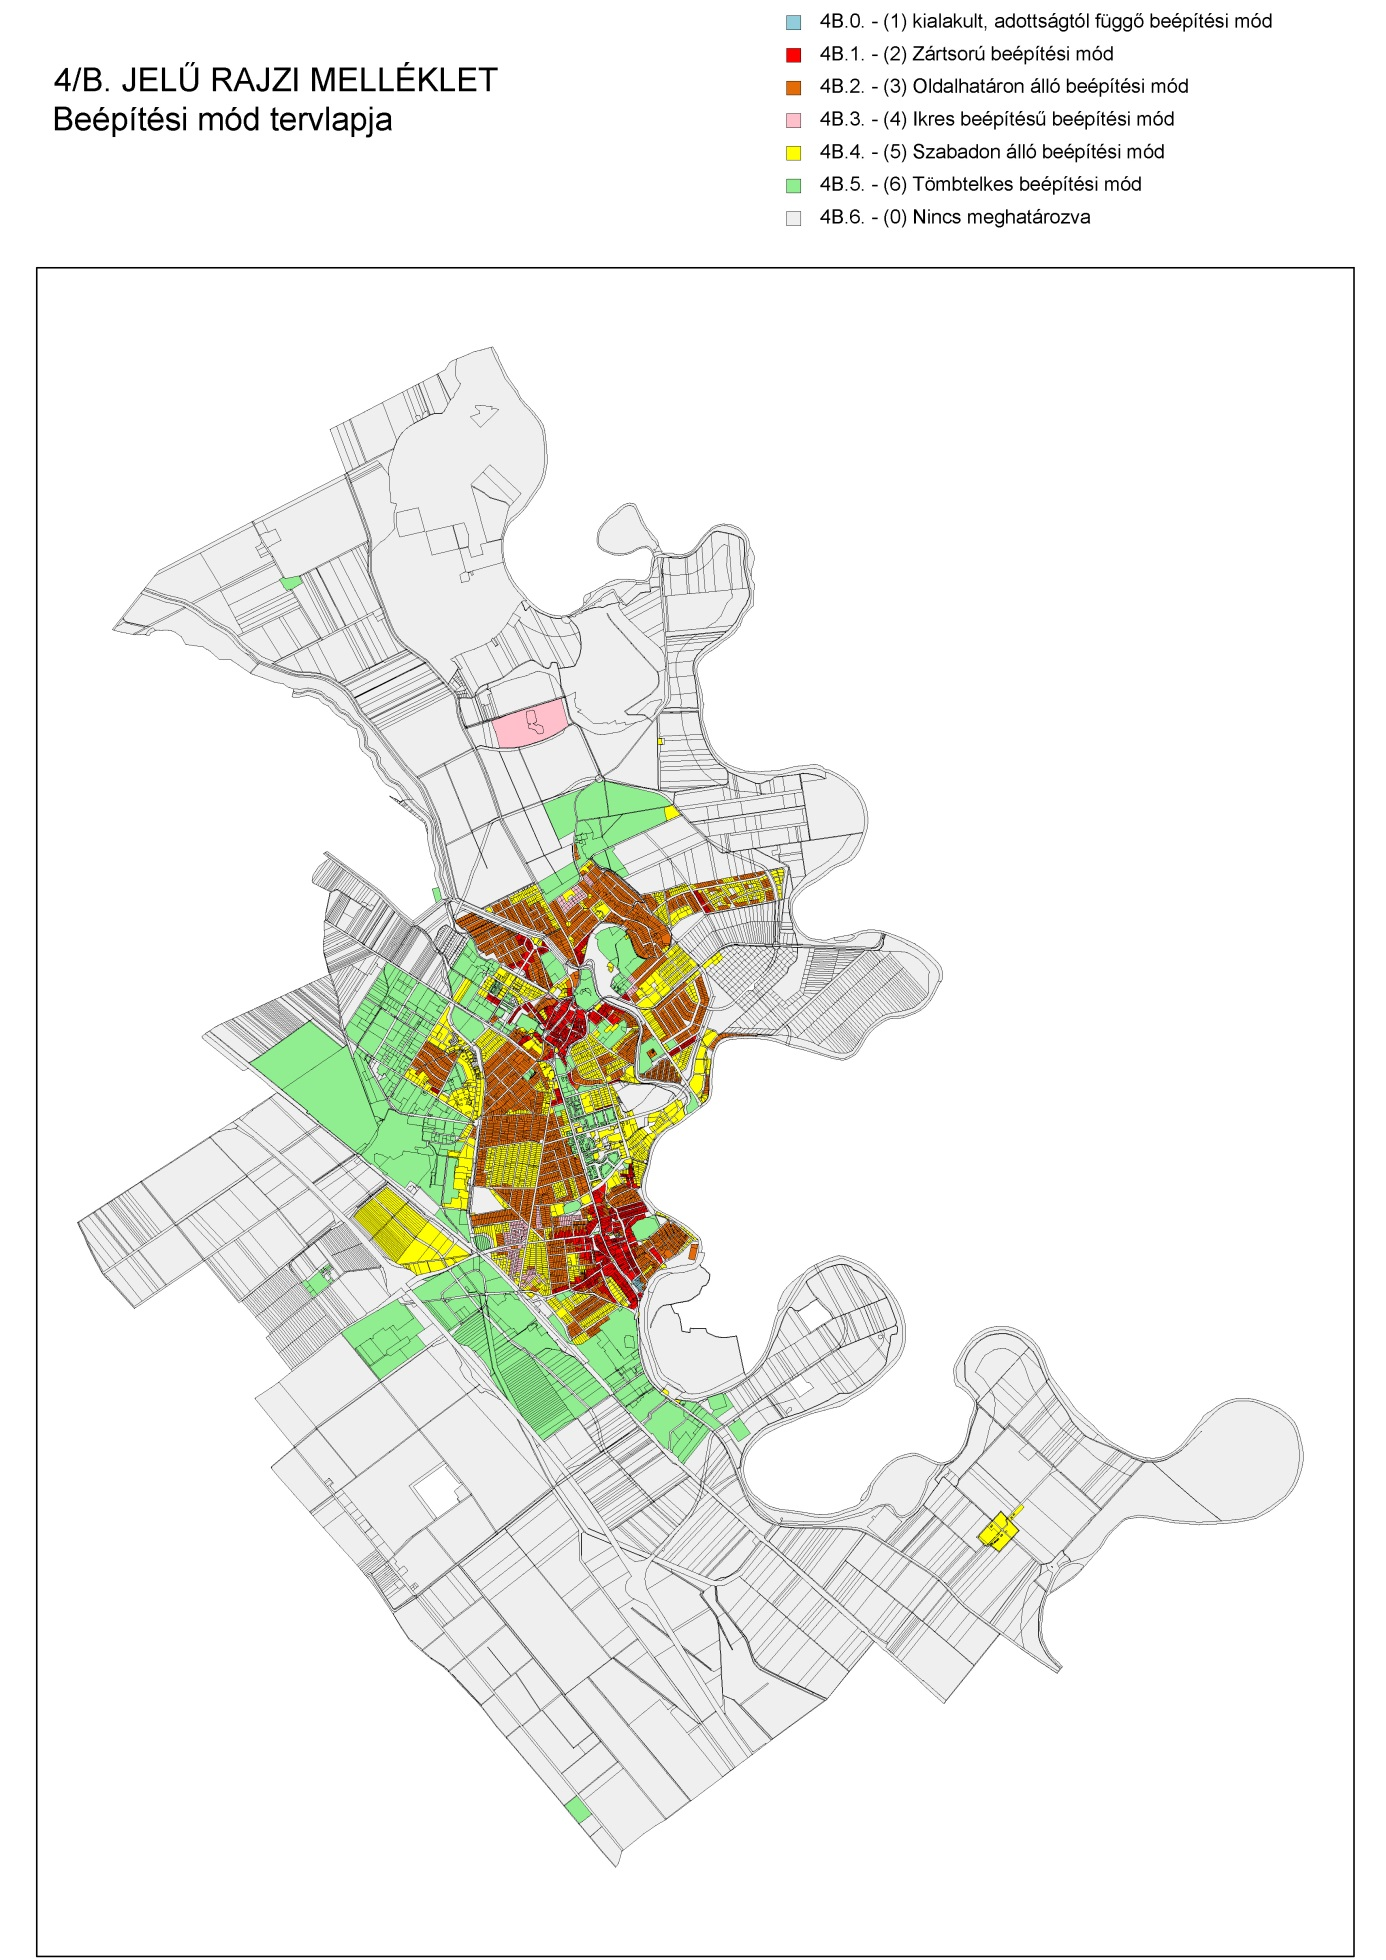 4/B. JELŰ RAJZI MELLÉKLET
Beépítési mód tervlapja
4B.0. - (1) kialakult, adottságtól függő beépítési mód
4B.1. - (2) Zártsorú beépítési mód
4B.2. - (3) Oldalhatáron álló beépítési mód
4B.3. - (4) Ikres beépítésű beépítési mód
4B.4. - (5) Szabadon álló beépítési mód
4B.5. - (6) Tömbtelkes beépítési mód
4B.6. - (0) Nincs meghatározva